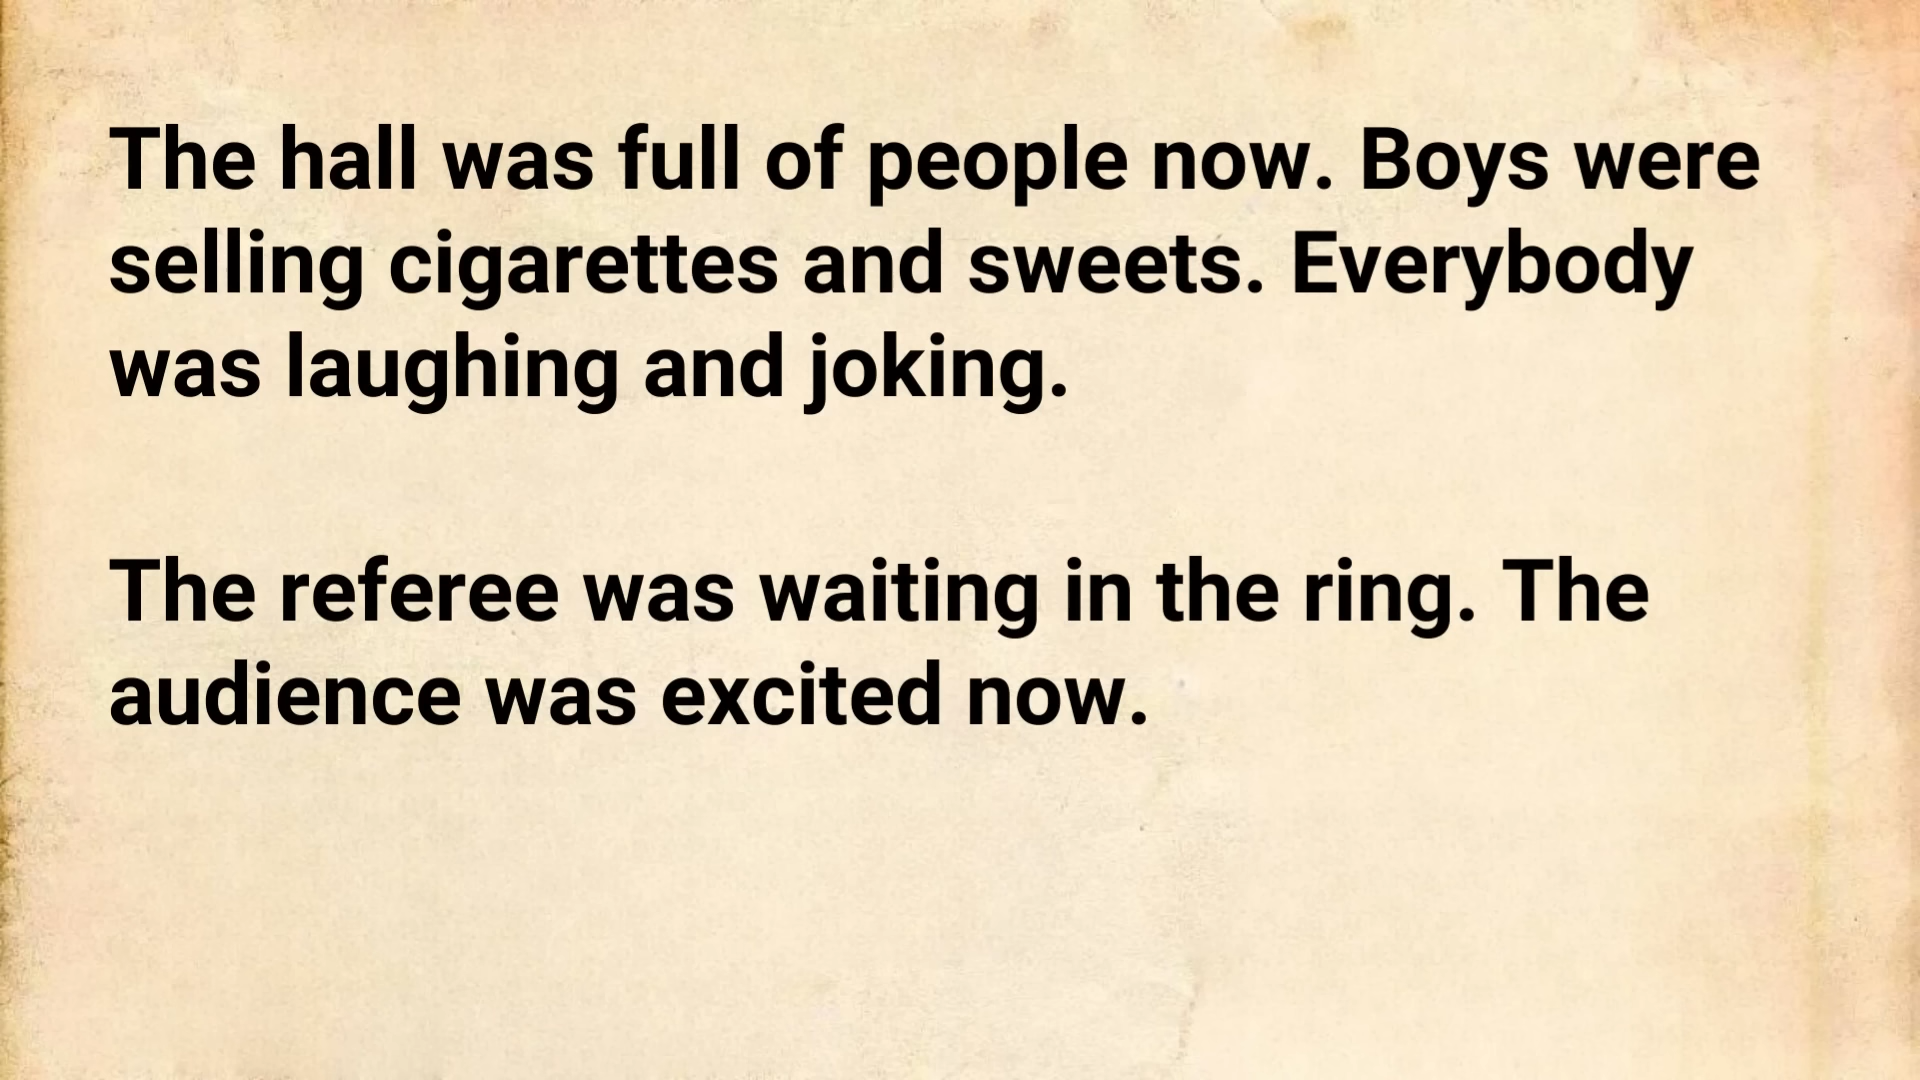 The hall was full of people now. Boys were
selling cigarettes and sweets. Everybody
was laughing and joking.
The referee was waiting in the ring. The
audience was excited now.